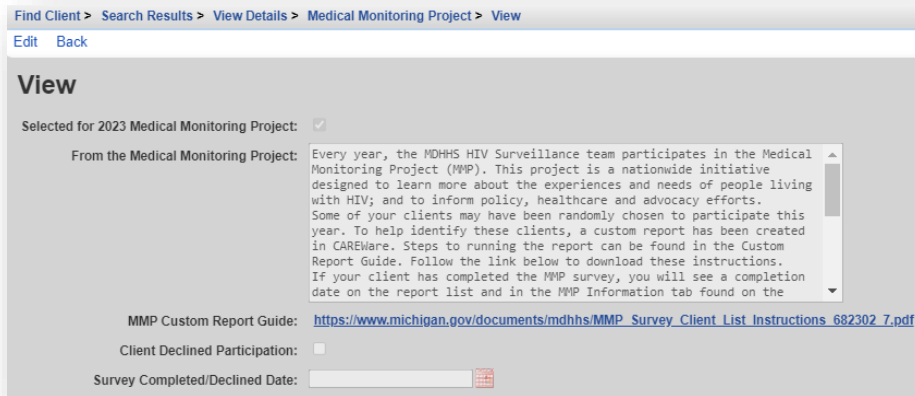 Find Client > Search Results > View Details > Medical Monitoring Project > View
Edit Back
View
Selected for 2023 Medical Monitoring Project:
From the Medical Monitoring Project:
Every year, the MDHHS HIV Surveillance team participates in the Medical
Monitoring Project (MMP). This project is a nationwide initiative
designed to learn more about the experiences and needs of people living
with HIV; and to inform policy, healthcare and advocacy efforts.
Some of your clients may have been randomly chosen to participate this
year. To help identify these clients, a custom report has been created
in CAREWare. Steps to running the report can be found in the Custom
Report Guide. Follow the link below to download these instructions.
If your client has completed the MMP survey, you will see a completion
date on the report list and in the MMP Information tab found on the
MMP Custom Report Guide: https://www.michigan.gov/documents/mdhhs/MMP_Survey_Client_List_Instructions_682302_7.pdf
Client Declined Participation:
Survey Completed/Declined Date: